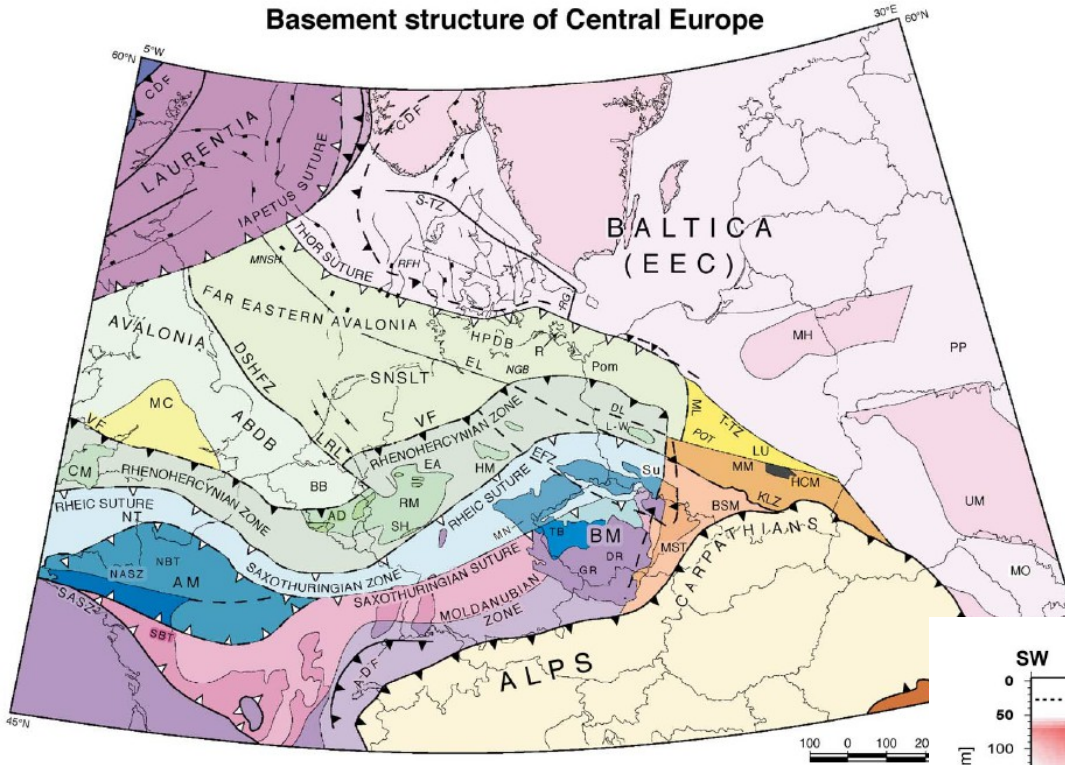 Basement structure of Central Europe
60°N
5°W
30°E
60°N
CDF
CDF
LAURENTIA
IAPETUS SUTURE
S-TZ
BALTICA
(EEC)
THOR SUTURE
MNSH
RFH
RG
FAR EASTERN AVALONIA
HPDB
R
MH
PP
AVALONIA
EL
NGB
Pom
DSHFZ
SNSLT
MC
ABDB
VF
DL
L-W
ML
T-TZ
POT
VF
LRL
RHENOHERCYNIAN ZONE
LU
EA
HM
EFZ
MM
CM
BB
Su
HCM
RHENOHERCYNIAN ZONE
RM
RHEIC SUTURE
BSM
KLZ
UM
AD
RHEIC SUTURE
SH
MN
TB
BM
NT
MST
CARPATHIANS
NBT
SAXOTHURINGIAN ZONE
DR
NASZ
AM
SAXOTHURINGIAN SUTURE
GR
MO
SASZ
MOLDANUBIAN
ZONE
SBT
ADF
ALPS
SW
0
50
100
[m]
45°N
100
0
100
20